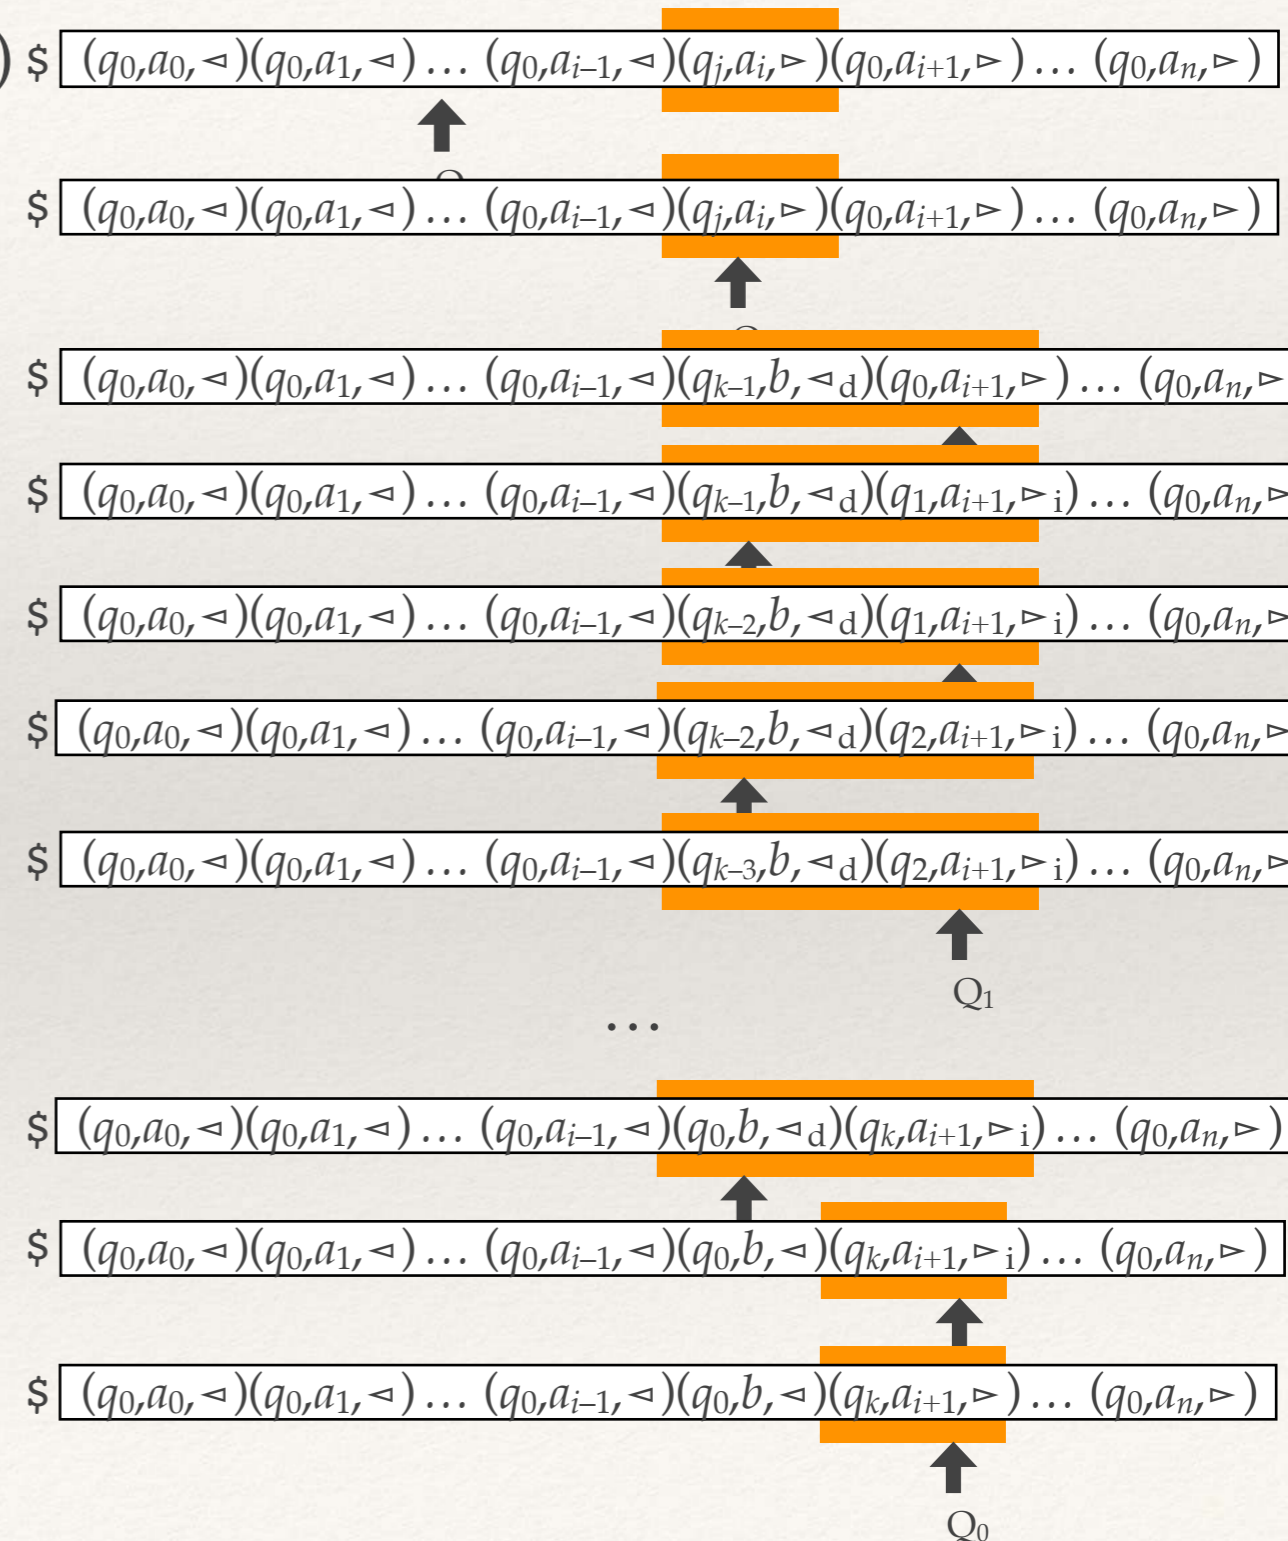 ) $ (q₀,a₀,◅)(q₀,a₁,◅) … (q₀,aᵢ₋₁,◅)(qⱼ,aᵢ,▻)(q₀,aᵢ₊₁,▻) … (q₀,aₙ,▻)
$ (q₀,a₀,◅)(q₀,a₁,◅) … (q₀,aᵢ₋₁,◅)(qⱼ,aᵢ,▻)(q₀,aᵢ₊₁,▻) … (q₀,aₙ,▻)
$ (q₀,a₀,◅)(q₀,a₁,◅) … (q₀,aᵢ₋₁,◅)(qₖ₋₁,b,◅d)(q₀,aᵢ₊₁,▻) … (q₀,aₙ,▻
$ (q₀,a₀,◅)(q₀,a₁,◅) … (q₀,aᵢ₋₁,◅)(qₖ₋₁,b,◅d)(q₁,aᵢ₊₁,▻ᵢ) … (q₀,aₙ,▻
$ (q₀,a₀,◅)(q₀,a₁,◅) … (q₀,aᵢ₋₁,◅)(qₖ₋₂,b,◅d)(q₁,aᵢ₊₁,▻ᵢ) … (q₀,aₙ,▻
$ (q₀,a₀,◅)(q₀,a₁,◅) … (q₀,aᵢ₋₁,◅)(qₖ₋₂,b,◅d)(q₂,aᵢ₊₁,▻ᵢ) … (q₀,aₙ,▻
$ (q₀,a₀,◅)(q₀,a₁,◅) … (q₀,aᵢ₋₁,◅)(qₖ₋₃,b,◅d)(q₂,aᵢ₊₁,▻ᵢ) … (q₀,aₙ,▻
Q₁
…
$ (q₀,a₀,◅)(q₀,a₁,◅) … (q₀,aᵢ₋₁,◅)(q₀,b,◅d)(qₖ,aᵢ₊₁,▻ᵢ) … (q₀,aₙ,▻)
$ (q₀,a₀,◅)(q₀,a₁,◅) … (q₀,aᵢ₋₁,◅)(q₀,b,◅)(qₖ,aᵢ₊₁,▻ᵢ) … (q₀,aₙ,▻)
$ (q₀,a₀,◅)(q₀,a₁,◅) … (q₀,aᵢ₋₁,◅)(q₀,b,◅)(qₖ,aᵢ₊₁,▻) … (q₀,aₙ,▻)
Q₀